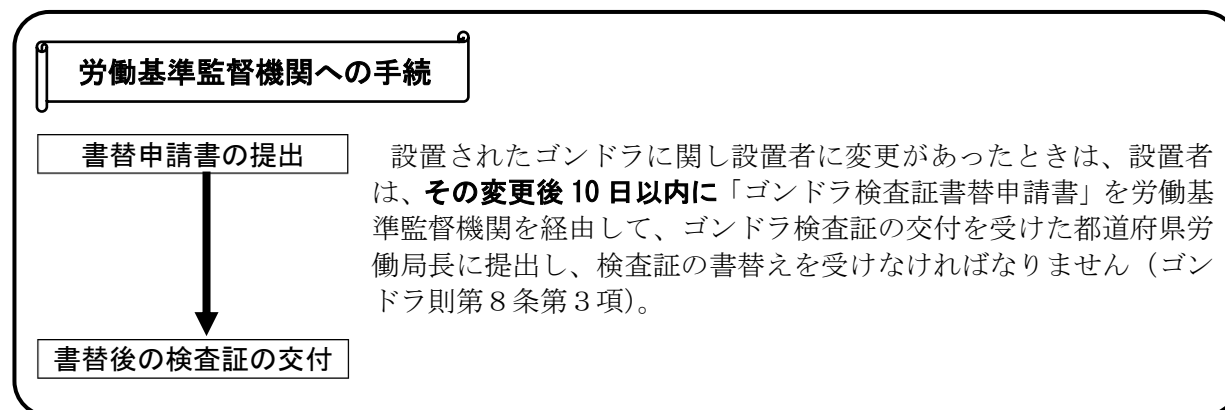 労働基準監督機関への手続
書替申請書の提出
設置されたゴンドラに関し設置者に変更があったときは、設置者
は、その変更後 10 日以内に「ゴンドラ検査証書替申請書」を労働基
準監督機関を経由して、ゴンドラ検査証の交付を受けた都道府県労
働局長に提出し、検査証の書替えを受けなければなりません（ゴン
ドラ則第８条第３項）。
書替後の検査証の交付